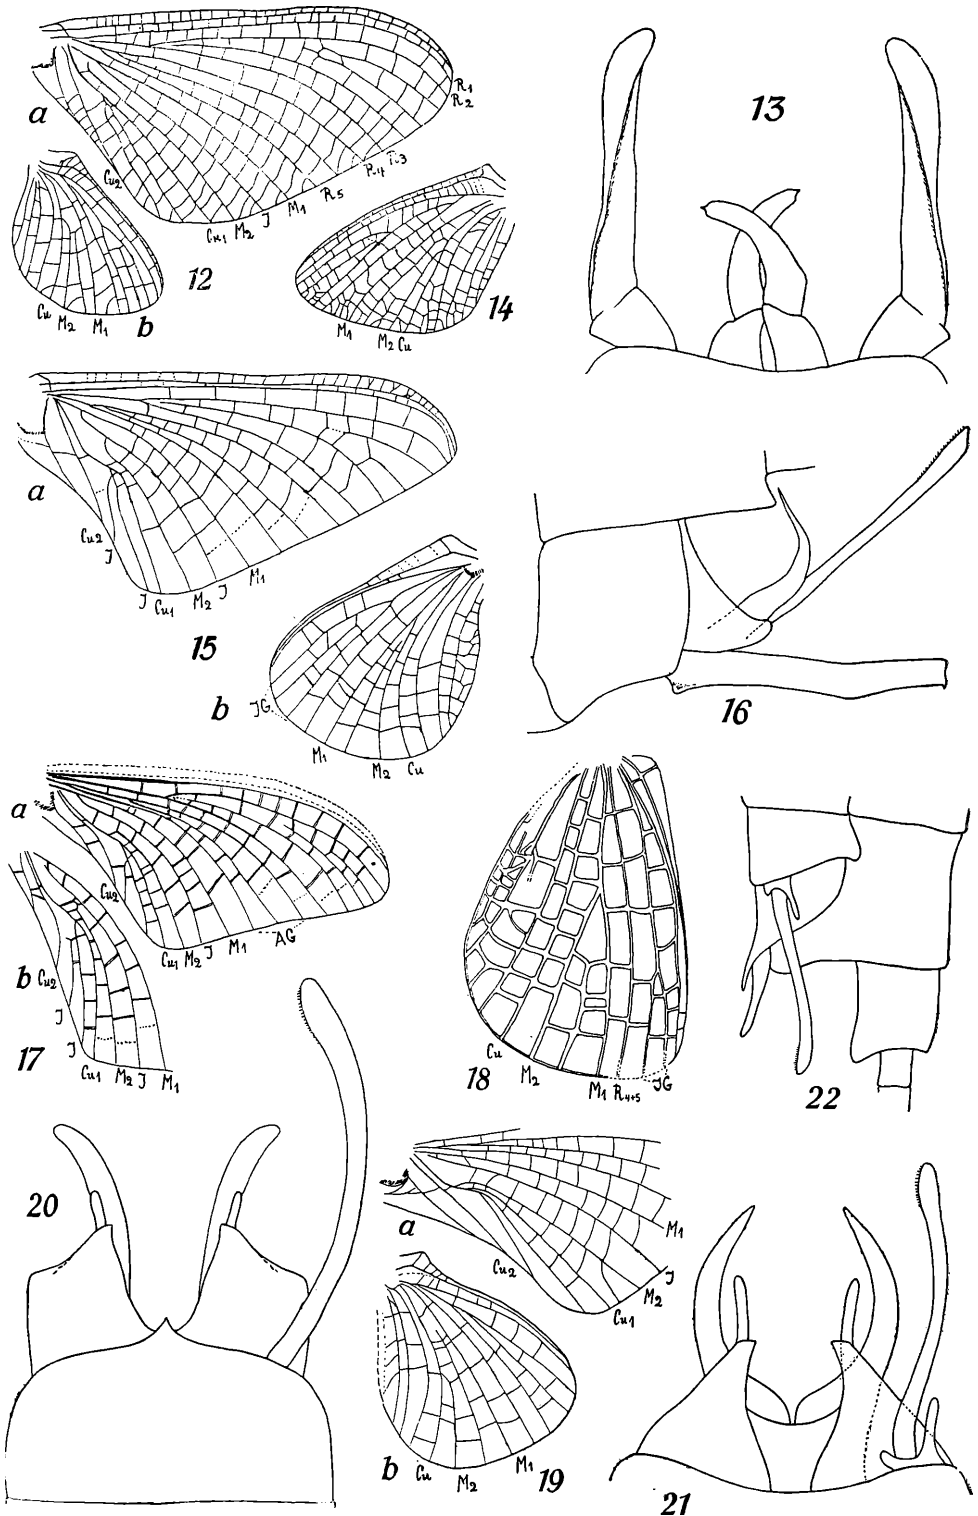 a
R1
R2
R3
R4
R5
M1
J
M2
Cu1
Cu2
12
Cu M2 M1 b
13
14
M1 M2 Cu
a
Cu2
J
J Cu1 M2 J M1
15
b
JG
M1 M2 Cu
16
a
Cu2
Cu1 M2 J M1 AG
b Cu2
J
J
17
Cu1 M2 J M1
18
Cu M2 M1 R4+5 JG
22
20
a
M1
Cu2
J
M2
Cu1
b Cu M2 M1 19
21